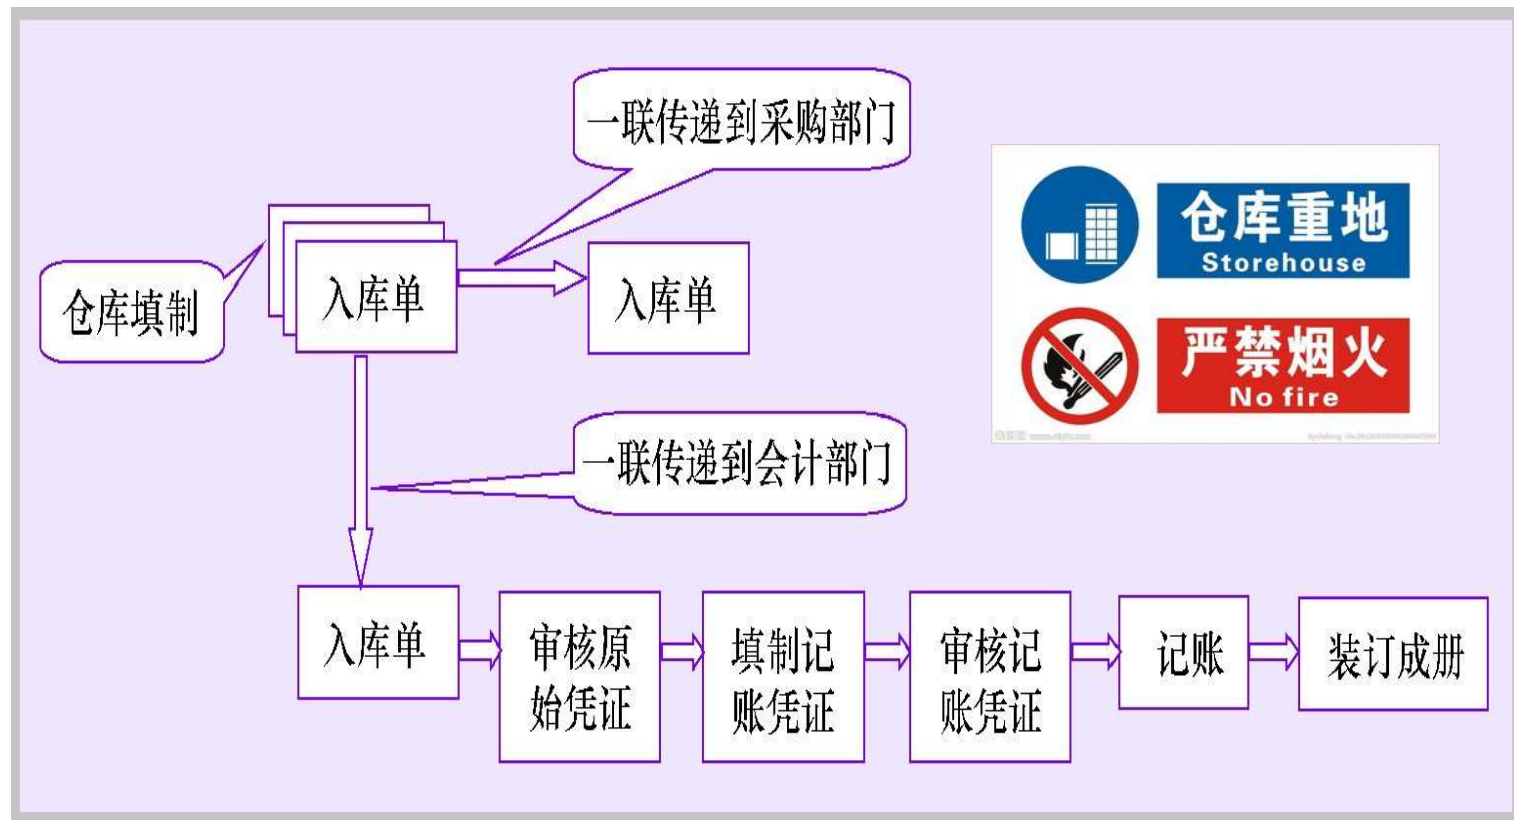 一联传递到采购部门
仓库重地
Storehouse
仓库填制
入库单
入库单
严禁烟火
No fire
一联传递到会计部门
入库单
审核原
始凭证
填制记
账凭证
审核记
账凭证
记账
装订成册